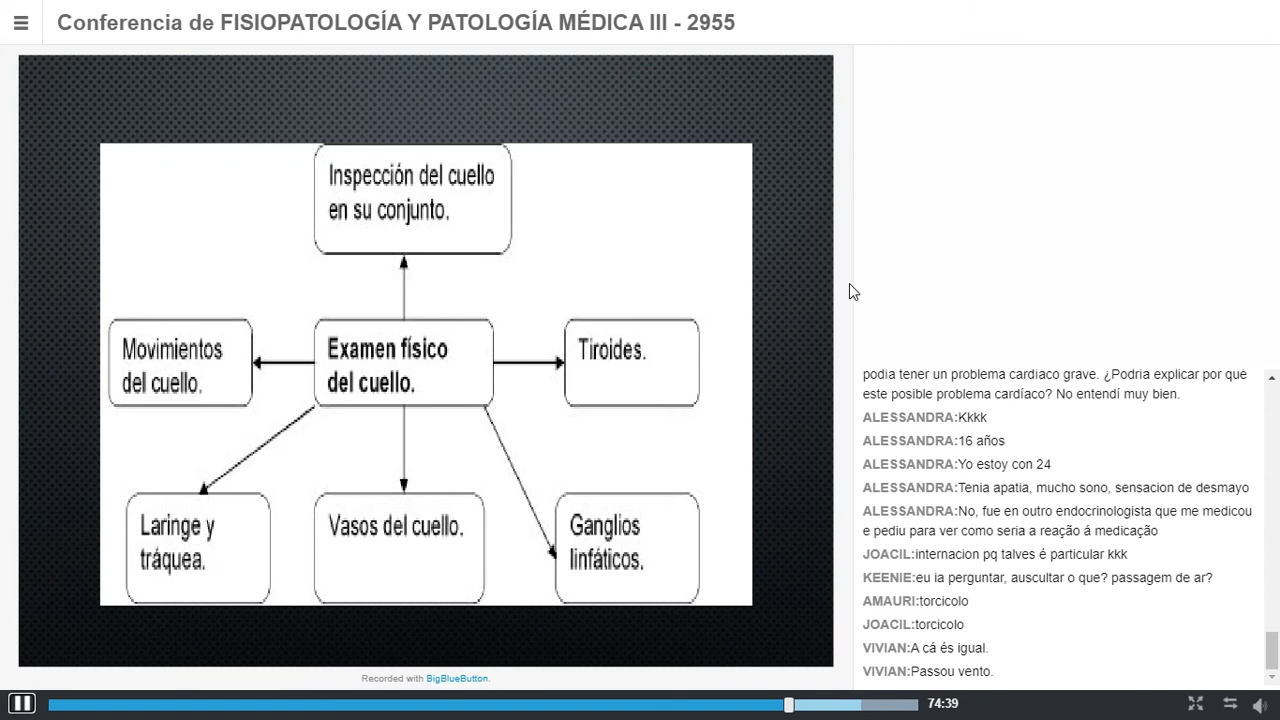 Conferencia de FISIOPATOLOGÍA Y PATOLOGÍA MÉDICA III - 2955
Inspección del cuello
en su conjunto.
Movimientos
del cuello.
Examen físico
del cuello.
Tiroides.
Laringe y
tráquea.
Vasos del cuello.
Ganglios
linfáticos.
Recorded with BigBlueButton.
podia tener un problema cardiaco grave. ¿Podria explicar por qué
este posible problema cardíaco? No entendí muy bien.
ALESSANDRA:Kkkk
ALESSANDRA:16 años
ALESSANDRA:Yo estoy con 24
ALESSANDRA:Tenia apatia, mucho sono, sensacion de desmayo
ALESSANDRA:No, fue en outro endocrinologista que me medicou
e pediu para ver como seria a reação á medicação
JOACIL:internacion pq talves é particular kkk
KEENIE:eu ia perguntar, auscultar o que? passagem de ar?
AMAURI:torcicolo
JOACIL:torcicolo
VIVIAN:A cá és igual.
VIVIAN:Passou vento.
74:39